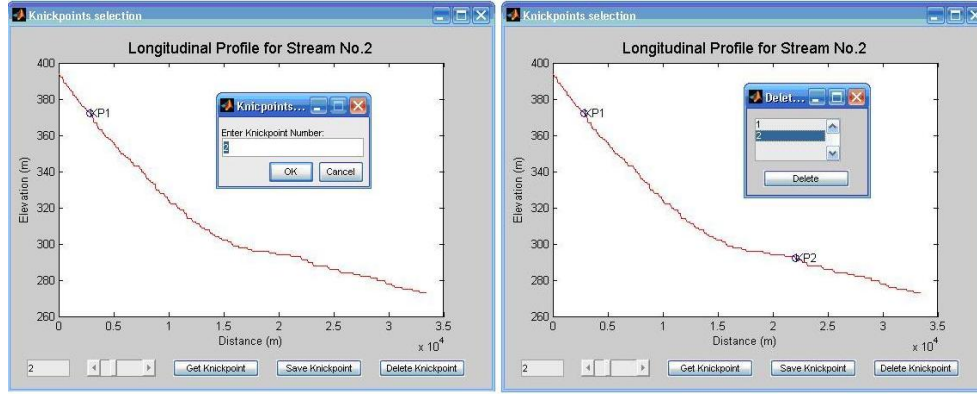 Knickpoints selection
Longitudinal Profile for Stream No.2
400
380
360
340
320
300
280
260
Elevation (m)
KP1
Knicpoints...
Enter Knickpoint Number:
2
OK Cancel
0 0.5 1 1.5 2 2.5 3 3.5
Distance (m)
x 10^4
2 Get Knickpoint Save Knickpoint Delete Knickpoint
Knickpoints selection
Longitudinal Profile for Stream No.2
400
380
360
340
320
300
280
260
Elevation (m)
KP1
Delet...
1
2
Delete
KP2
0 0.5 1 1.5 2 2.5 3 3.5
Distance (m)
x 10^4
2 Get Knickpoint Save Knickpoint Delete Knickpoint